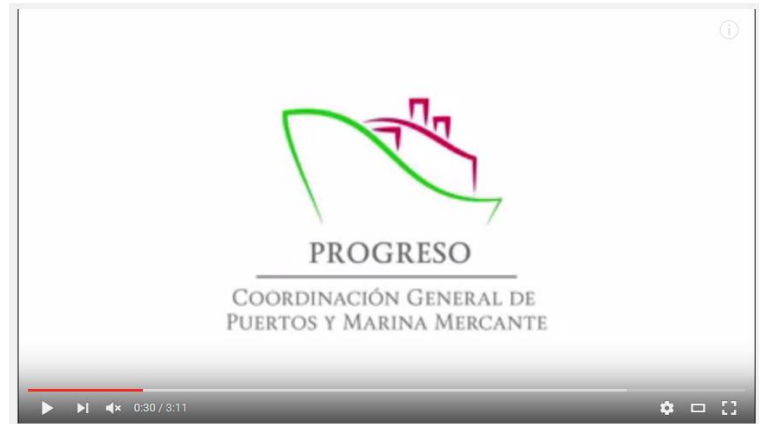 PROGRESO
COORDINACIÓN GENERAL DE
PUERTOS Y MARINA MERCANTE
0:30 / 3:11